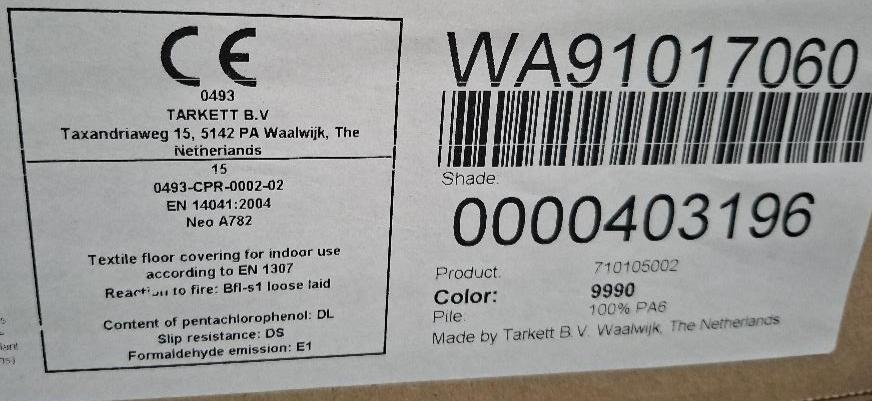 CE
0493
TARKETT B.V
Taxandriaweg 15, 5142 PA Waalwijk, The
Netherlands
15
0493-CPR-0002-02
EN 14041:2004
Neo A782
Textile floor covering for indoor use
according to EN 1307
Reaction to fire: Bfl-s1 loose laid
Content of pentachlorophenol: DL
Slip resistance: DS
Formaldehyde emission: E1
WA91017060
Shade.
0000403196
Product. 710105002
Color: 9990
Pile. 100% PA6
Made by Tarkett B.V. Waalwijk, The Netherlands